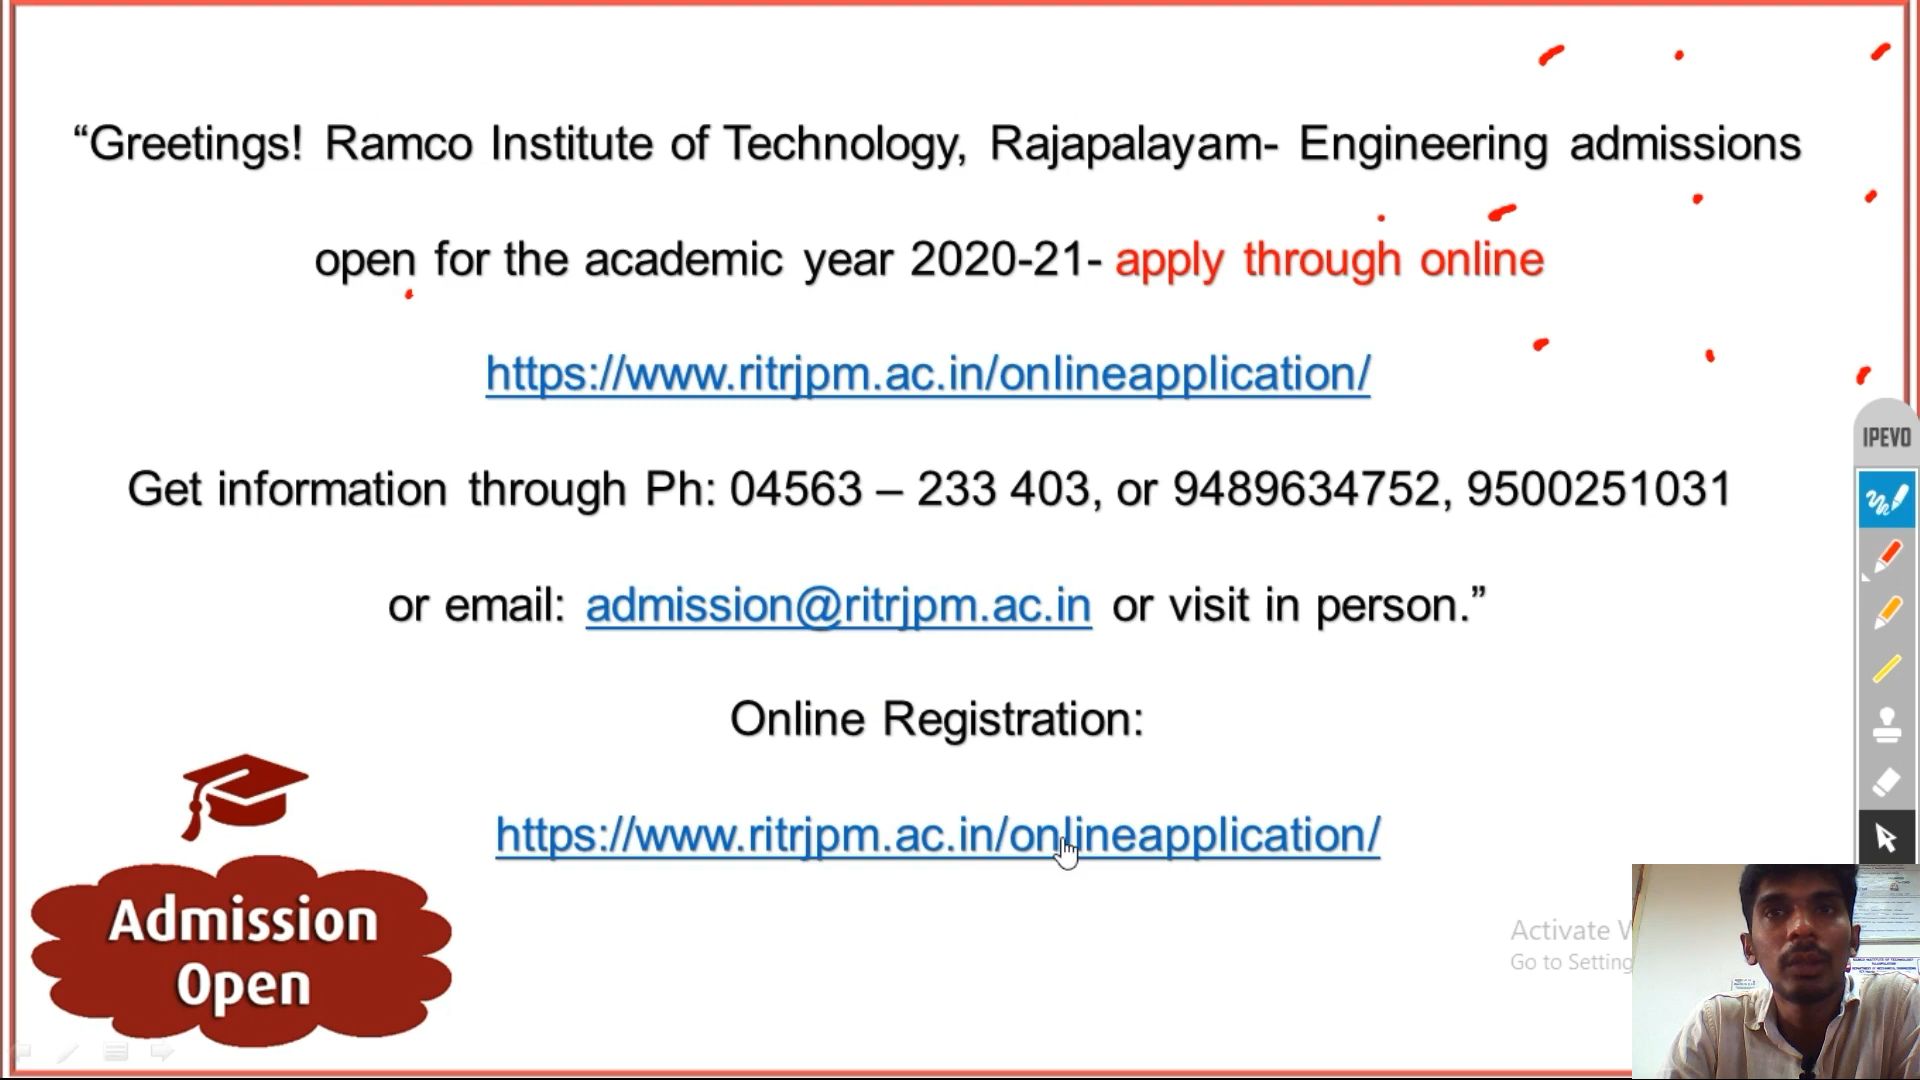 “Greetings! Ramco Institute of Technology, Rajapalayam- Engineering admissions
open for the academic year 2020-21- apply through online
https://www.ritrjpm.ac.in/onlineapplication/
Get information through Ph: 04563 – 233 403, or 9489634752, 9500251031
or email: admission@ritrjpm.ac.in or visit in person.”
Online Registration:
https://www.ritrjpm.ac.in/onlineapplication/
Admission
Open
IPEVO
Activate
Go to Setting